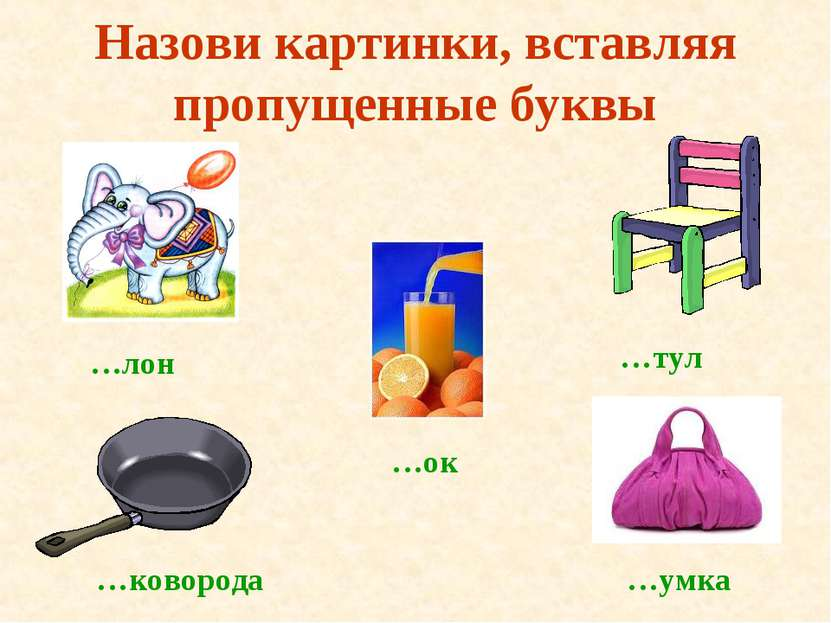 Назови картинки, вставляя
пропущенные буквы
…лон
…тул
…ок
…коворода
…умка